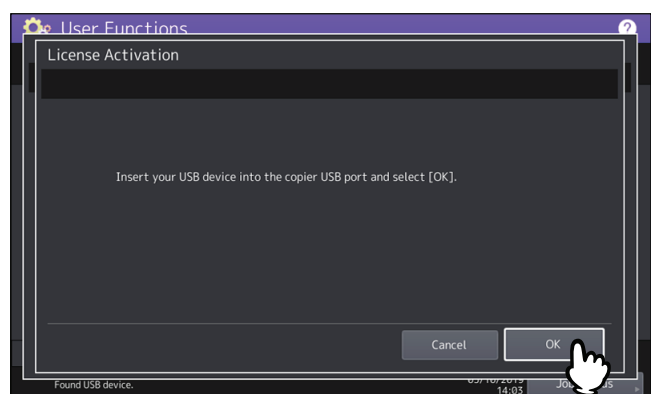 User Functions
?
License Activation
Insert your USB device into the copier USB port and select [OK].
Cancel
OK
Found USB device.
14:03